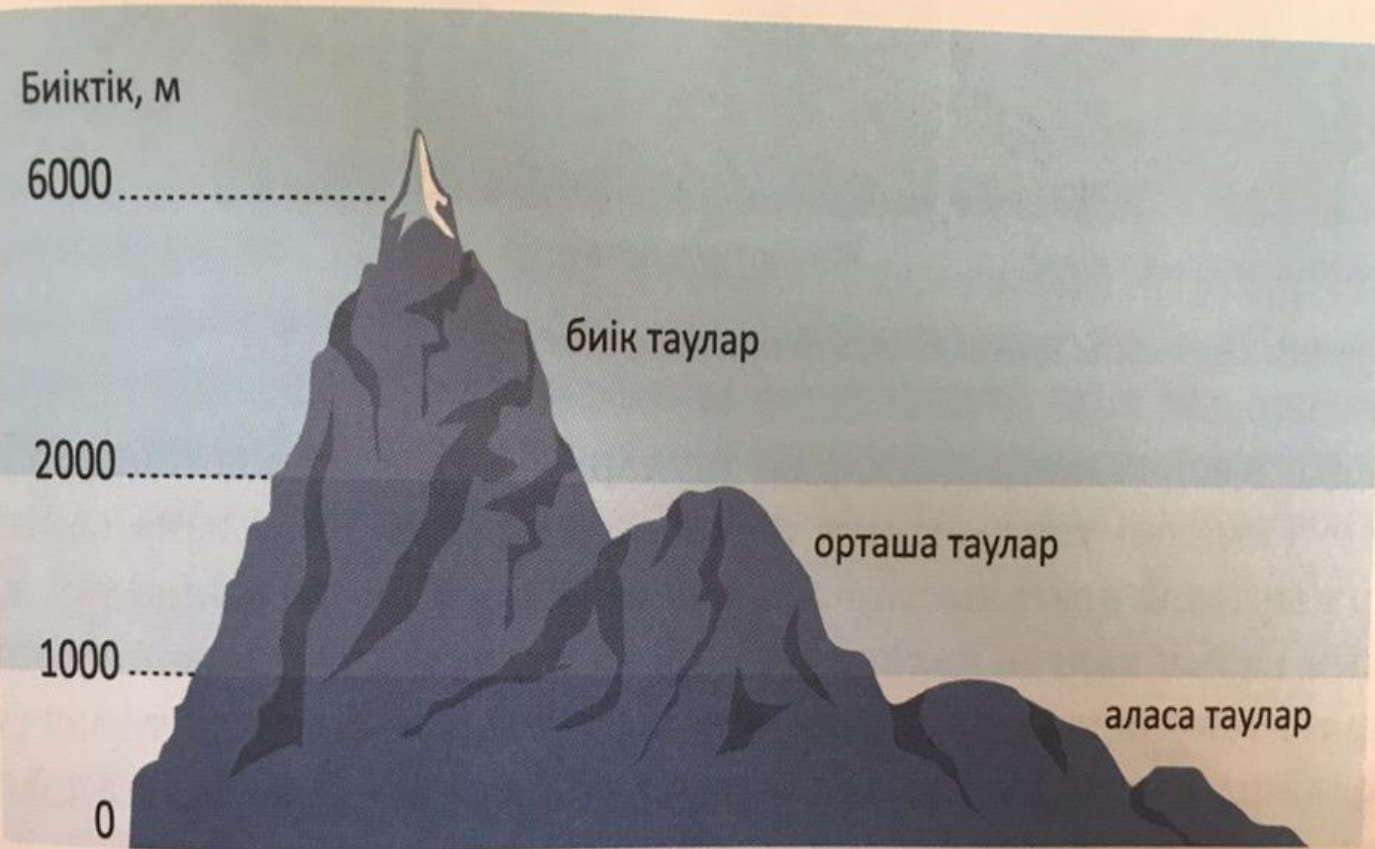 Биіктік, м
6000
биік таулар
2000
орташа таулар
1000
аласа таулар
0